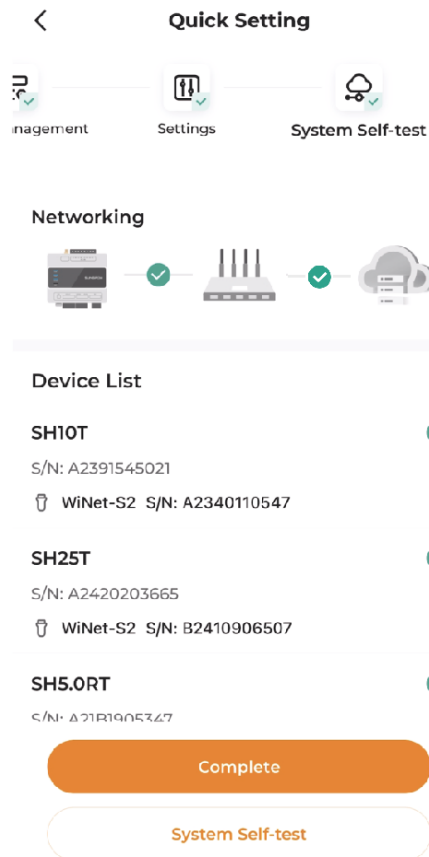 Quick Setting
nagement
Settings
System Self-test
Networking
Device List
SH10T
S/N: A2391545021
WiNet-S2 S/N: A2340110547
SH25T
S/N: A2420203665
WiNet-S2 S/N: B2410906507
SH5.0RT
S/N: A21B1905347
Complete
System Self-test